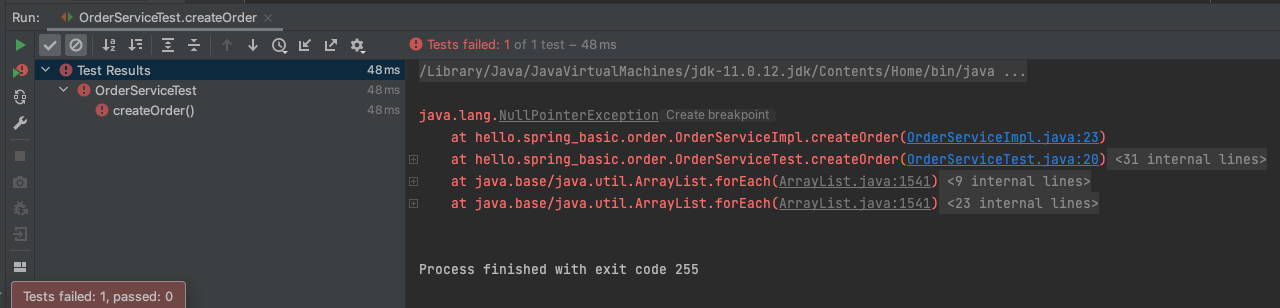 Run: OrderServiceTest.createOrder ×
Tests failed: 1 of 1 test – 48 ms
Test Results 48 ms
OrderServiceTest 48 ms
createOrder() 48 ms
/Library/Java/JavaVirtualMachines/jdk-11.0.12.jdk/Contents/Home/bin/java ...
java.lang.NullPointerException Create breakpoint
at hello.spring_basic.order.OrderServiceImpl.createOrder(OrderServiceImpl.java:23)
at hello.spring_basic.order.OrderServiceTest.createOrder(OrderServiceTest.java:20) <31 internal lines>
at java.base/java.util.ArrayList.forEach(ArrayList.java:1541) <9 internal lines>
at java.base/java.util.ArrayList.forEach(ArrayList.java:1541) <23 internal lines>
Process finished with exit code 255
Tests failed: 1, passed: 0